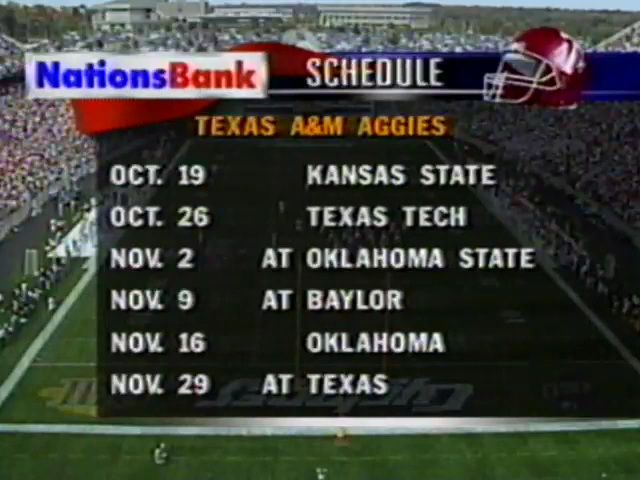 NationsBank SCHEDULE
TEXAS A&M AGGIES
OCT. 19 KANSAS STATE
OCT. 26 TEXAS TECH
NOV. 2 AT OKLAHOMA STATE
NOV. 9 AT BAYLOR
NOV. 16 OKLAHOMA
NOV. 29 AT TEXAS